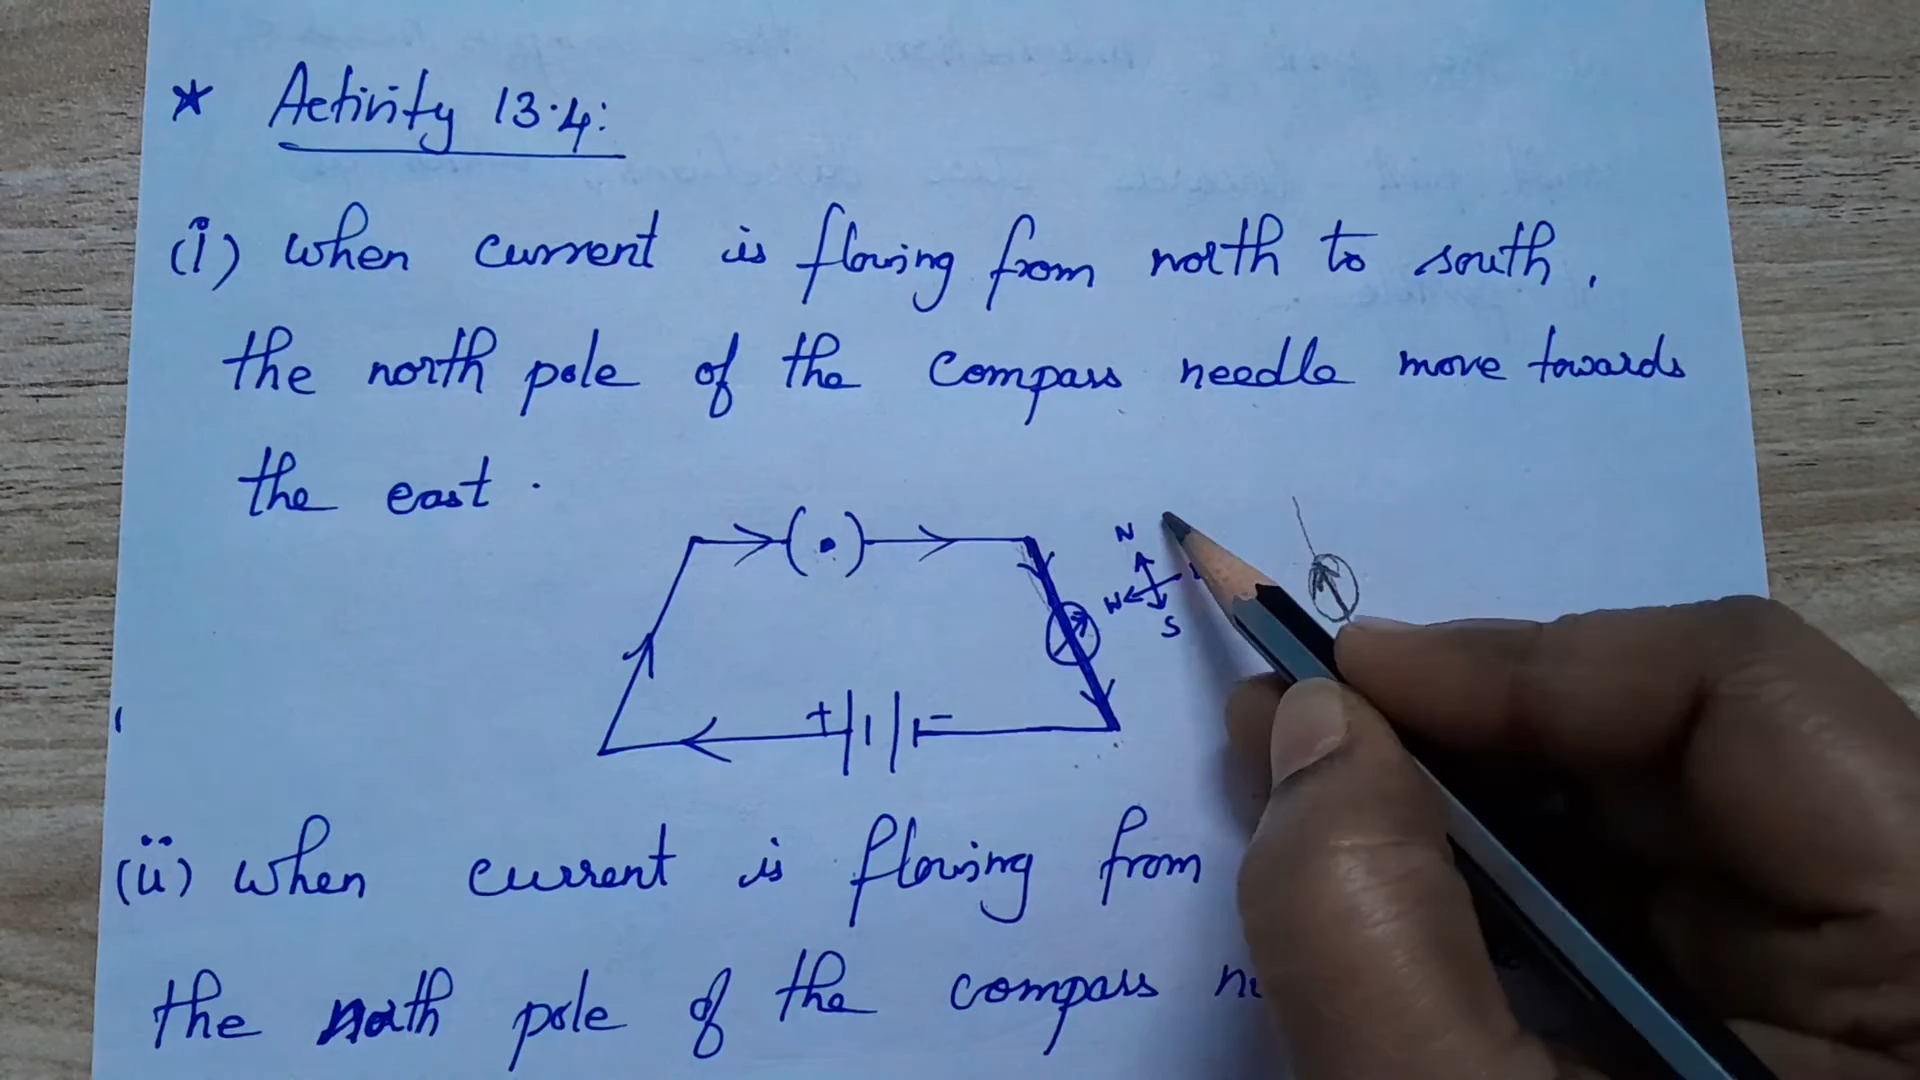 * Activity 13.4:
(i) when current is flowing from north to south,
the north pole of the compass needle move towards
the east.
N
W
S
+ -
(ii) when current is flowing from
the north pole of the compass